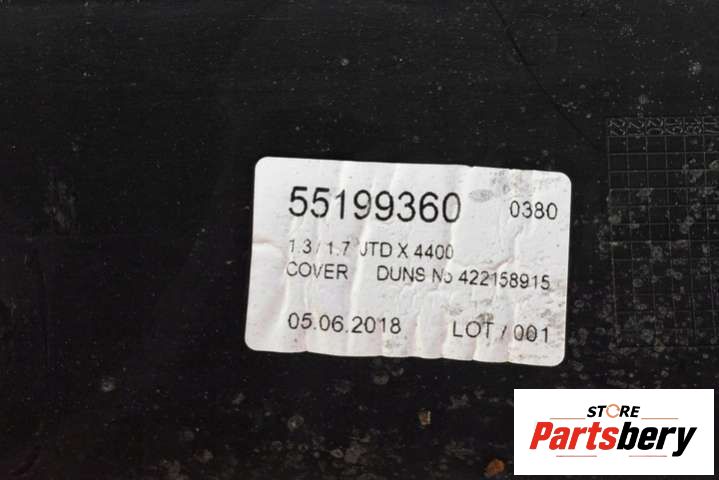 55199360 0380
1.3 / 1.7 JTD X 4400
COVER DUNS No 422158915
05.06.2018 LOT / 001
STORE
Partsbery